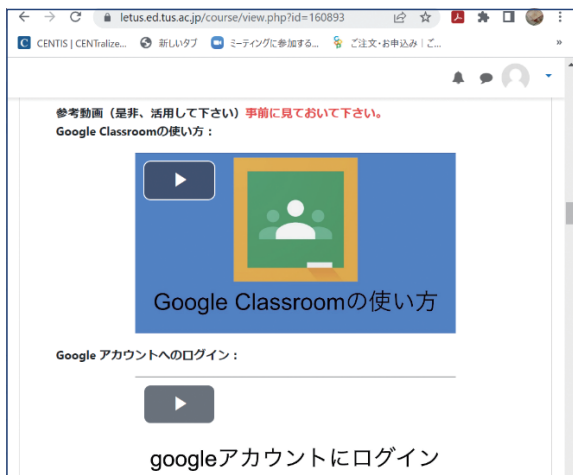 letus.ed.tus.ac.jp/course/view.php?id=160893
CENTIS | CENTralize... 新しいタブ ミーティングに参加する... ご注文・お申込み | ご... »
参考動画（是非、活用して下さい）事前に見ておいて下さい。
Google Classroomの使い方：
Google Classroomの使い方
Google アカウントへのログイン：
googleアカウントにログイン